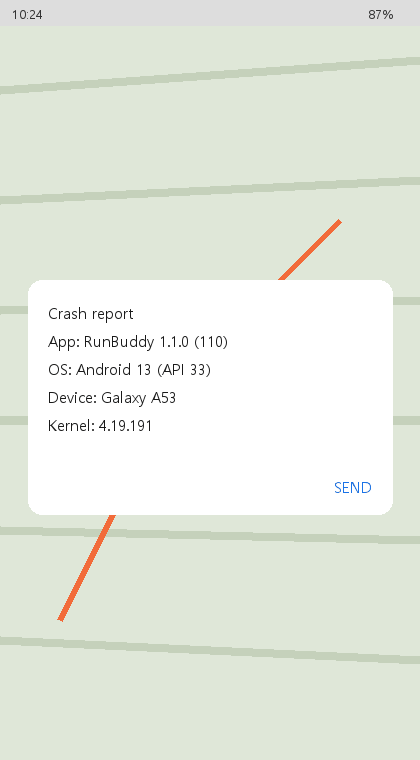 10:24 87%
Crash report
App: RunBuddy 1.1.0 (110)
OS: Android 13 (API 33)
Device: Galaxy A53
Kernel: 4.19.191
SEND